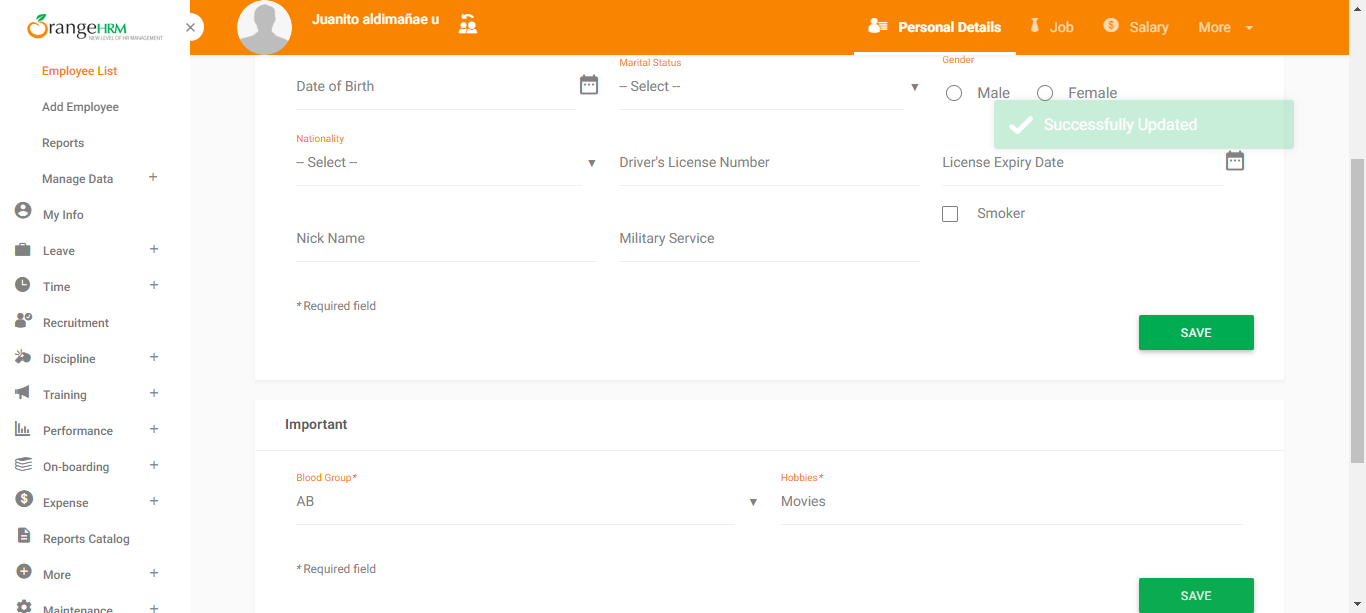 OrangeHRM
NEW LEVEL OF HR MANAGEMENT
Juanito aldimañae u
Personal Details
Job
Salary
More
Employee List
Add Employee
Reports
Manage Data
My Info
Leave
Time
Recruitment
Discipline
Training
Performance
On-boarding
Expense
Reports Catalog
More
Maintenance
Date of Birth
Marital Status
-- Select --
Gender
Male
Female
Successfully Updated
Nationality
-- Select --
Driver's License Number
License Expiry Date
Nick Name
Military Service
Smoker
* Required field
SAVE
Important
Blood Group*
AB
Hobbies*
Movies
* Required field
SAVE